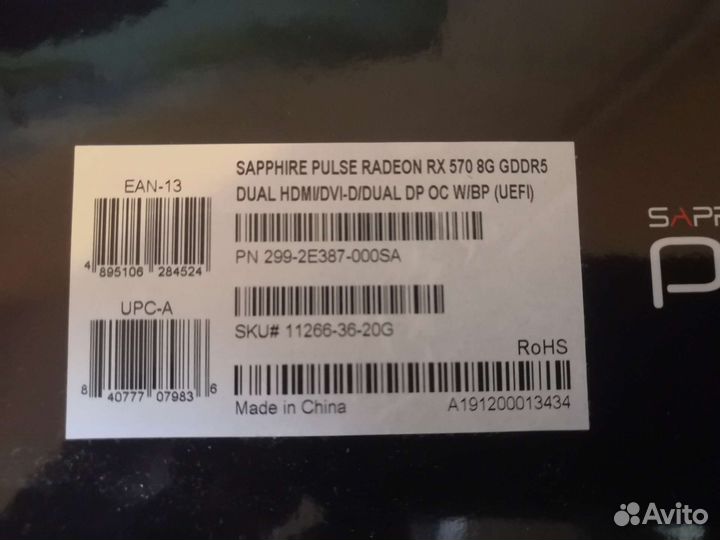 SAPPHIRE PULSE RADEON RX 570 8G GDDR5
DUAL HDMI/DVI-D/DUAL DP OC W/BP (UEFI)
EAN-13
4 895106 284524
PN 299-2E387-000SA
UPC-A
8 40777 07983 6
SKU# 11266-36-20G
RoHS
Made in China
A191200013434
SAPP
P
Avito